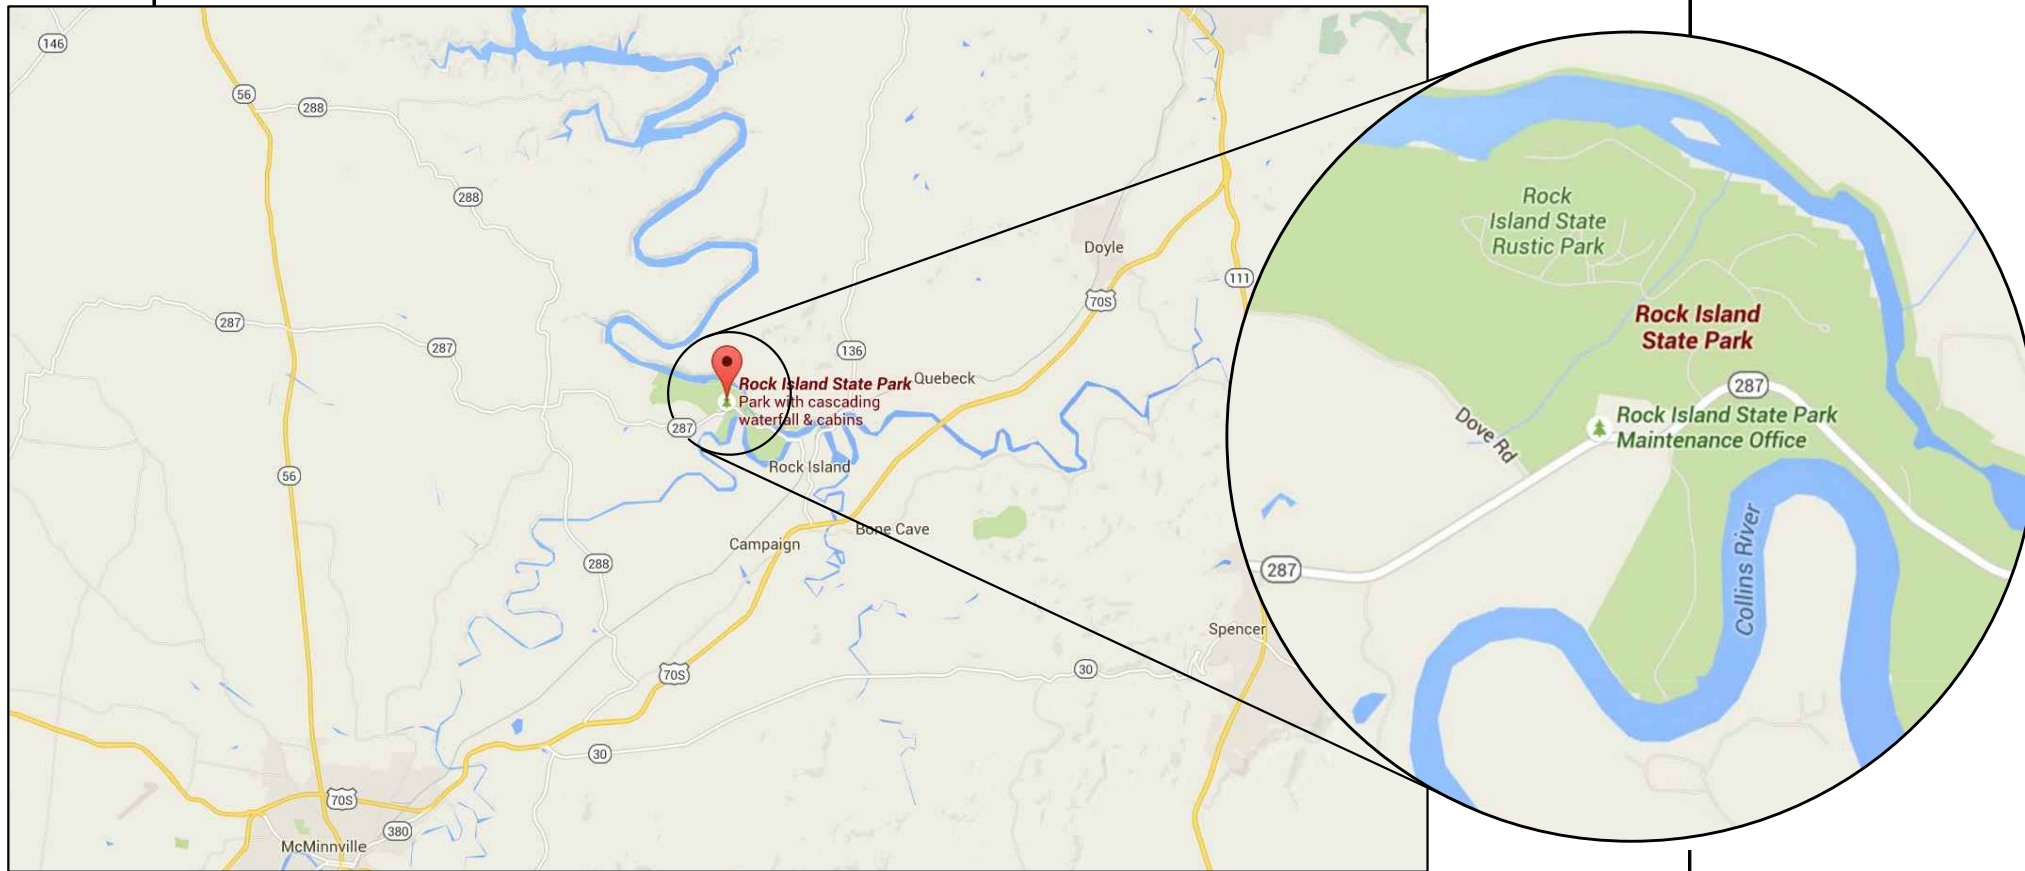 146
56
288
288
Doyle
111
70S
287
287
136
Quebeck
Rock Island State Park
Park with cascading
waterfall & cabins
287
Rock Island
56
Bone Cave
Campaign
288
Spencer
30
70S
30
70S
380
McMinnville
Rock
Island State
Rustic Park
Rock Island
State Park
287
Rock Island State Park
Maintenance Office
Dove Rd
Collins River
287